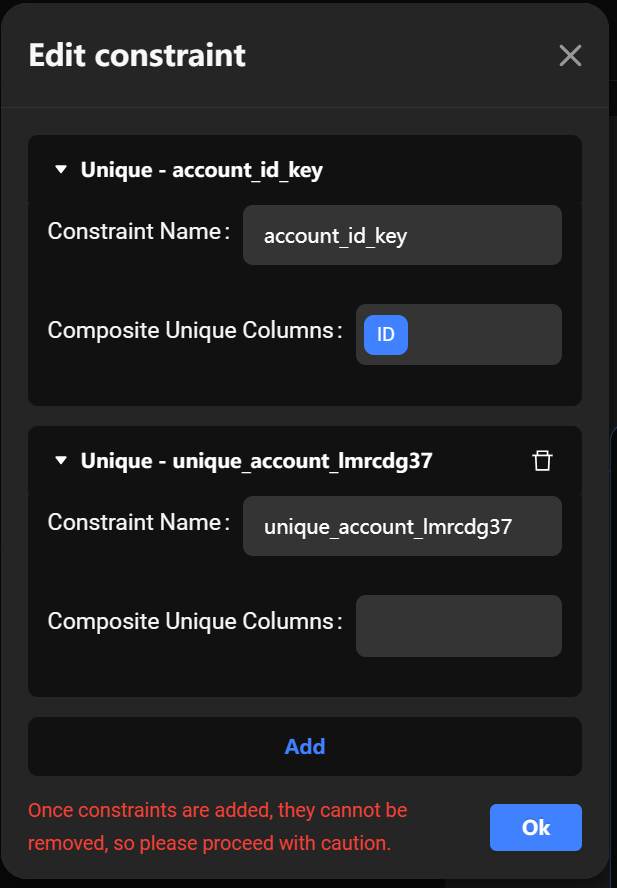 Edit constraint
Unique - account_id_key
Constraint Name: account_id_key
Composite Unique Columns: ID
Unique - unique_account_lmrcdg37
Constraint Name: unique_account_lmrcdg37
Composite Unique Columns:
Add
Once constraints are added, they cannot be
removed, so please proceed with caution.
Ok